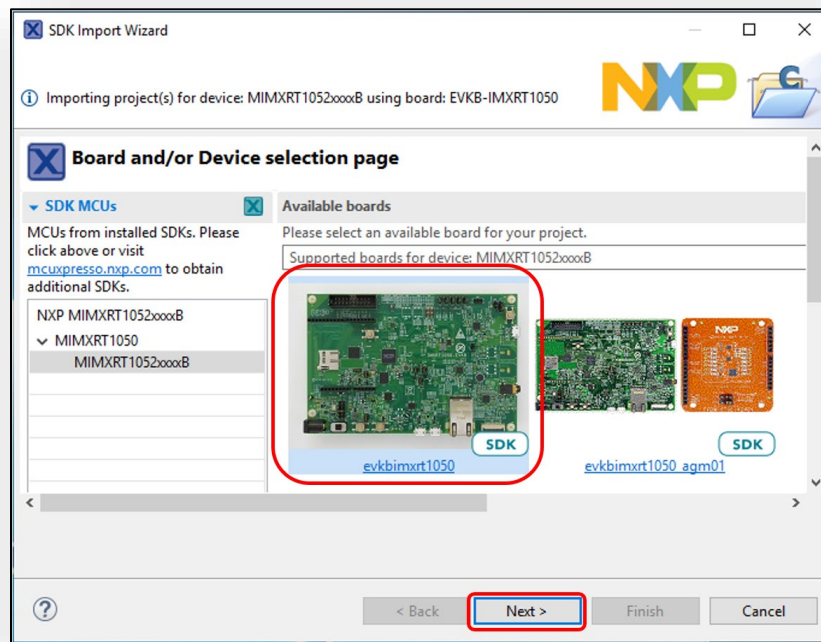 SDK Import Wizard
Importing project(s) for device: MIMXRT1052xxxxB using board: EVKB-IMXRT1050
NXP
Board and/or Device selection page
SDK MCUs
MCUs from installed SDKs. Please
click above or visit
mcuxpresso.nxp.com to obtain
additional SDKs.
NXP MIMXRT1052xxxxB
MIMXRT1050
MIMXRT1052xxxxB
Available boards
Please select an available board for your project.
Supported boards for device: MIMXRT1052xxxxB
SDK
evkbimxrt1050
NXP
SDK
evkbimxrt1050_agm01
< Back
Next >
Finish
Cancel